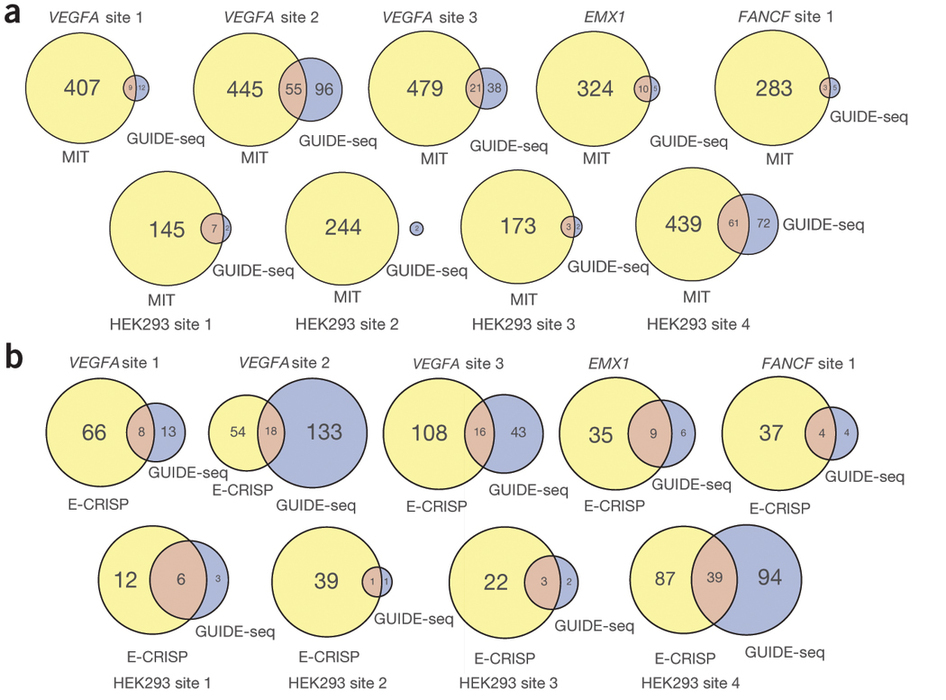 a
VEGFA site 1 VEGFA site 2 VEGFA site 3 EMX1 FANCF site 1
407 9 12 445 55 96 479 21 38 324 10 5 283 3 5
GUIDE-seq GUIDE-seq GUIDE-seq GUIDE-seq GUIDE-seq
MIT MIT MIT MIT MIT
145 7 2 244 2 173 3 2 439 61 72 GUIDE-seq
GUIDE-seq GUIDE-seq GUIDE-seq
MIT MIT MIT MIT
HEK293 site 1 HEK293 site 2 HEK293 site 3 HEK293 site 4
b
VEGFA site 1 VEGFA site 2 VEGFA site 3 EMX1 FANCF site 1
66 8 13 54 18 133 108 16 43 35 9 6 37 4 4
GUIDE-seq E-CRISP GUIDE-seq GUIDE-seq GUIDE-seq GUIDE-seq
E-CRISP E-CRISP E-CRISP E-CRISP
12 6 3 39 1 1 22 3 2 87 39 94
GUIDE-seq GUIDE-seq GUIDE-seq GUIDE-seq
E-CRISP E-CRISP E-CRISP E-CRISP
HEK293 site 1 HEK293 site 2 HEK293 site 3 HEK293 site 4